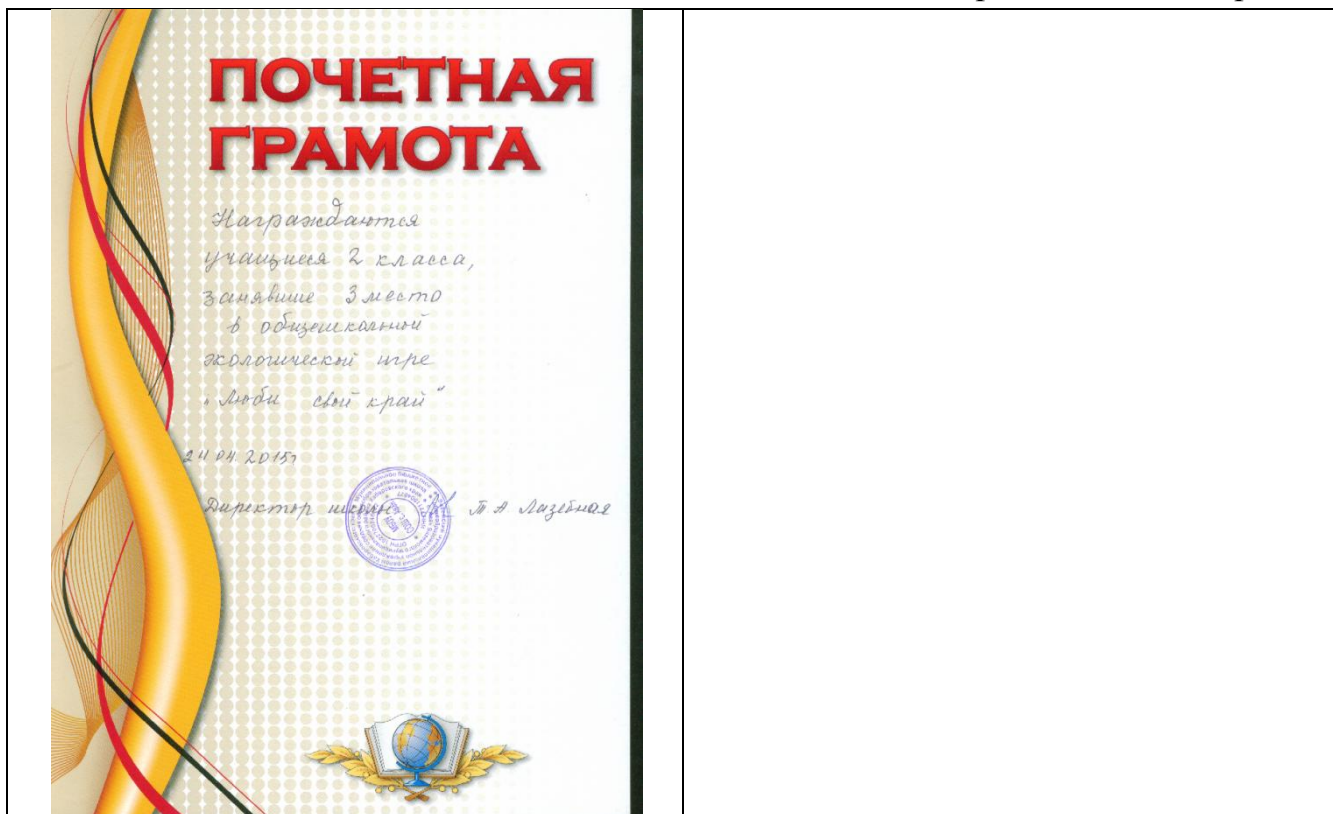 ПОЧЕТНАЯ
ГРАМОТА
Награждаются
учащиеся 2 класса,
занявшие 3 место
в общешкольной
экологической игре
„Люби свой край“
24.04.2015г
Директор школы Т А Лазебная